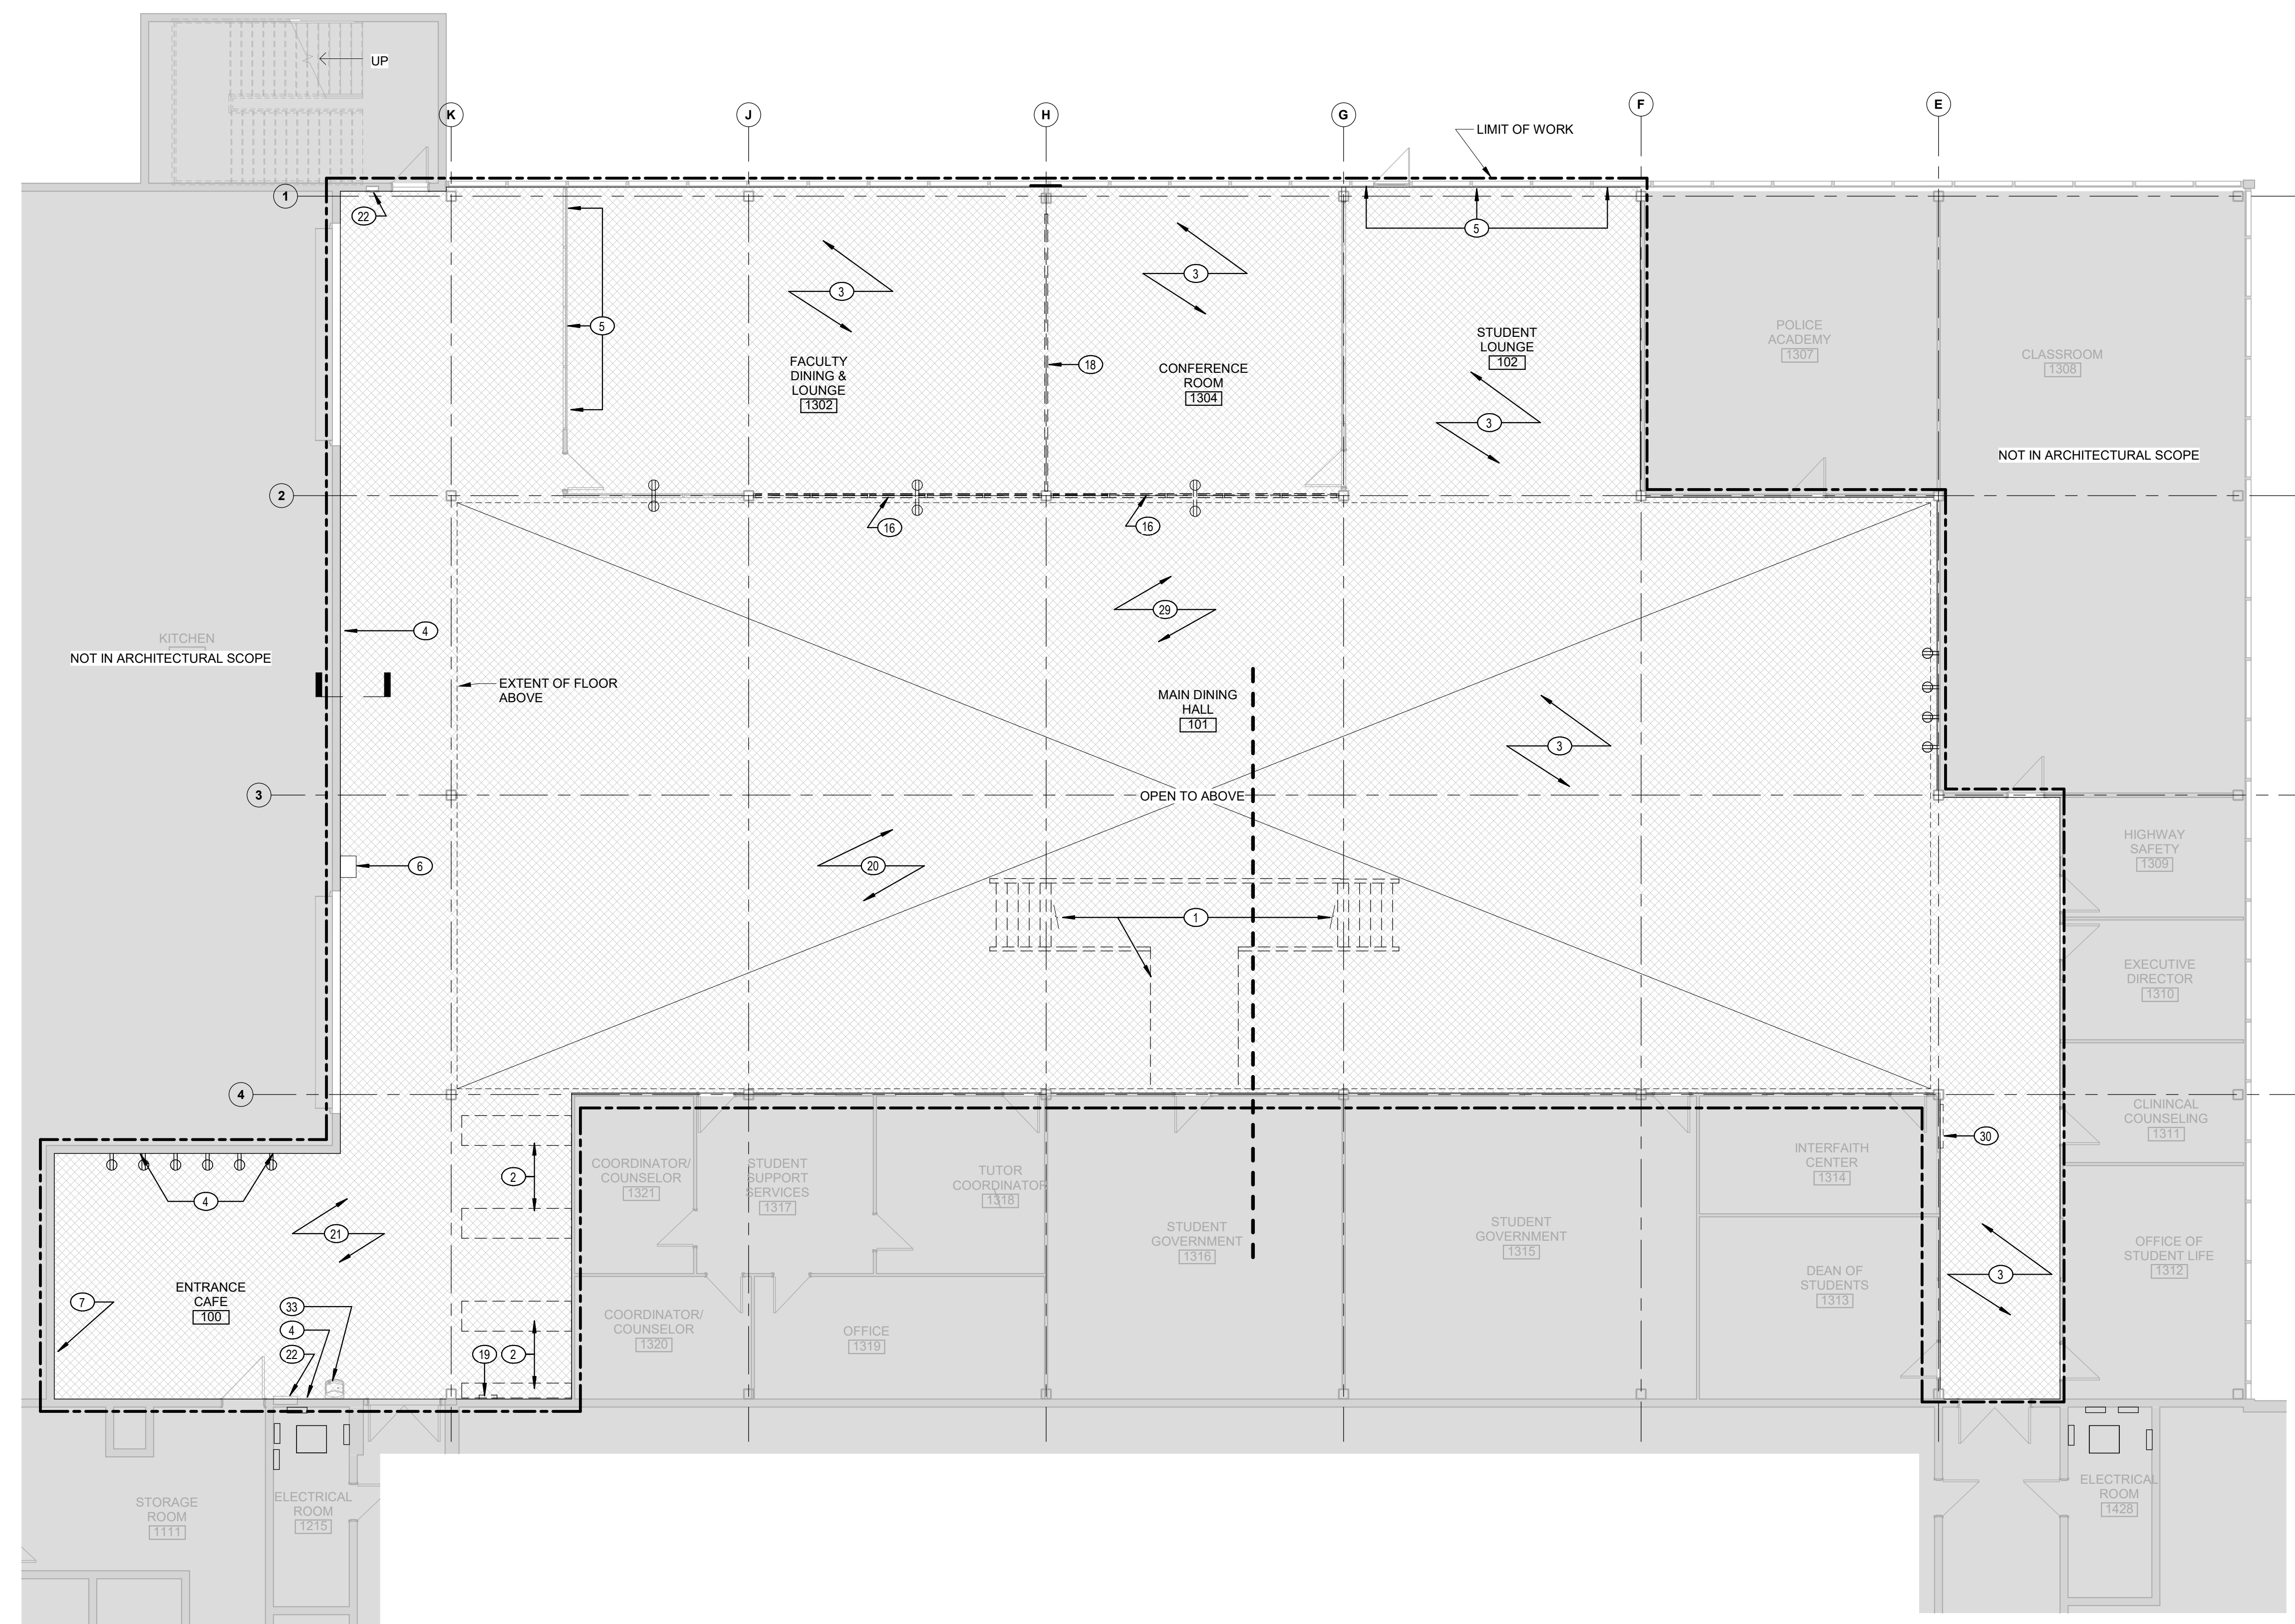 UP
K
J
H
G
F
E
LIMIT OF WORK
1
22
5
3
3
5
STUDENT
LOUNGE
102
POLICE
ACADEMY
1307
CLASSROOM
1308
5
FACULTY
DINING &
LOUNGE
1302
18
CONFERENCE
ROOM
1304
3
NOT IN ARCHITECTURAL SCOPE
2
16
16
29
4
KITCHEN
NOT IN ARCHITECTURAL SCOPE
EXTENT OF FLOOR
ABOVE
MAIN DINING
HALL
101
3
3
OPEN TO ABOVE
6
20
HIGHWAY
SAFETY
1309
1
EXECUTIVE
DIRECTOR
1310
4
CLININCAL
COUNSELING
1311
30
2
COORDINATOR/
COUNSELOR
1321
STUDENT
SUPPORT
SERVICES
1317
TUTOR
COORDINATOR
1318
INTERFAITH
CENTER
1314
4
21
STUDENT
GOVERNMENT
1316
STUDENT
GOVERNMENT
1315
OFFICE OF
STUDENT LIFE
1312
ENTRANCE
CAFE
100
7
33
4
22
19
2
COORDINATOR/
COUNSELOR
1320
OFFICE
1319
DEAN OF
STUDENTS
1313
3
STORAGE
ROOM
1111
ELECTRICAL
ROOM
1215
ELECTRICAL
ROOM
1428